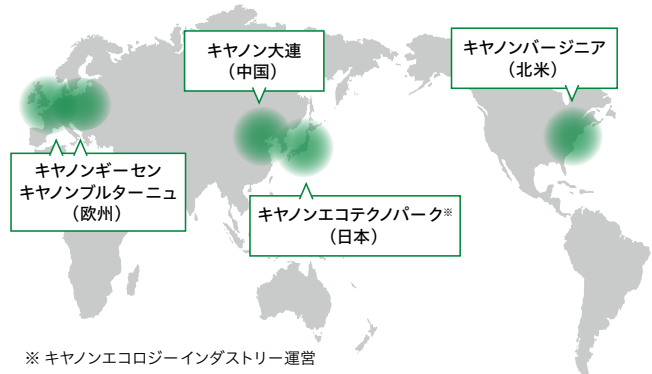 キヤノン大連
（中国）
キヤノンバージニア
（北米）
キヤノンギーセン
キヤノンブルターニュ
（欧州）
キヤノンエコテクノパーク※
（日本）
※ キヤノンエコロジーインダストリー運営